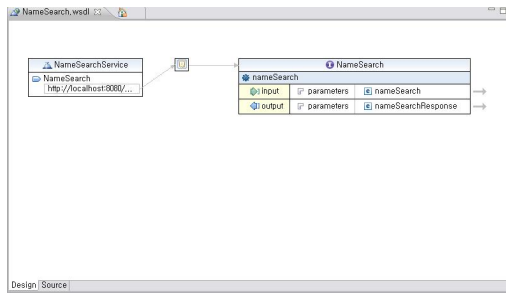 NameSearch.wsdl
NameSearchService
NameSearch
http://localhost:8080/...
NameSearch
nameSearch
input parameters nameSearch
output parameters nameSearchResponse
Design Source